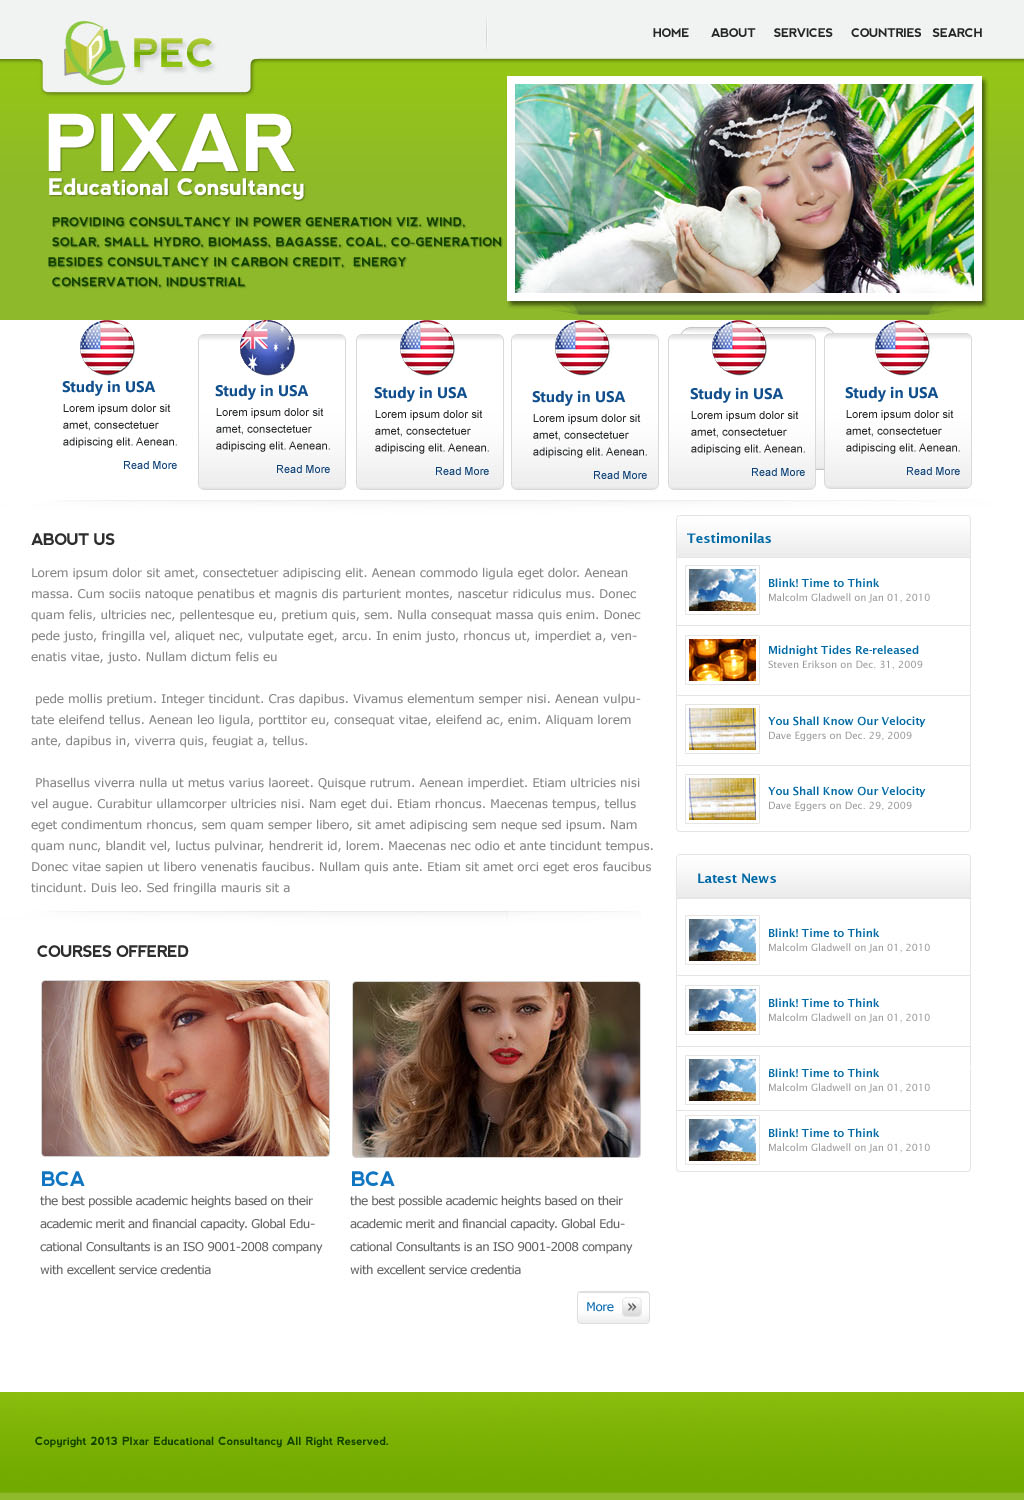 PEC
HOME ABOUT SERVICES COUNTRIES SEARCH
PIXAR
Educational Consultancy
PROVIDING CONSULTANCY IN POWER GENERATION VIZ. WIND,
SOLAR, SMALL HYDRO, BIOMASS, BAGASSE, COAL, CO-GENERATION
BESIDES CONSULTANCY IN CARBON CREDIT, ENERGY
CONSERVATION, INDUSTRIAL
Study in USA
Lorem ipsum dolor sit
amet, consectetuer
adipiscing elit. Aenean.
Read More
Study in USA
Lorem ipsum dolor sit
amet, consectetuer
adipiscing elit. Aenean.
Read More
Study in USA
Lorem ipsum dolor sit
amet, consectetuer
adipiscing elit. Aenean.
Read More
Study in USA
Lorem ipsum dolor sit
amet, consectetuer
adipiscing elit. Aenean.
Read More
Study in USA
Lorem ipsum dolor sit
amet, consectetuer
adipiscing elit. Aenean.
Read More
Study in USA
Lorem ipsum dolor sit
amet, consectetuer
adipiscing elit. Aenean.
Read More
ABOUT US
Lorem ipsum dolor sit amet, consectetuer adipiscing elit. Aenean commodo ligula eget dolor. Aenean
massa. Cum sociis natoque penatibus et magnis dis parturient montes, nascetur ridiculus mus. Donec
quam felis, ultricies nec, pellentesque eu, pretium quis, sem. Nulla consequat massa quis enim. Donec
pede justo, fringilla vel, aliquet nec, vulputate eget, arcu. In enim justo, rhoncus ut, imperdiet a, ven-
enatis vitae, justo. Nullam dictum felis eu
pede mollis pretium. Integer tincidunt. Cras dapibus. Vivamus elementum semper nisi. Aenean vulpu-
tate eleifend tellus. Aenean leo ligula, porttitor eu, consequat vitae, eleifend ac, enim. Aliquam lorem
ante, dapibus in, viverra quis, feugiat a, tellus.
Phasellus viverra nulla ut metus varius laoreet. Quisque rutrum. Aenean imperdiet. Etiam ultricies nisi
vel augue. Curabitur ullamcorper ultricies nisi. Nam eget dui. Etiam rhoncus. Maecenas tempus, tellus
eget condimentum rhoncus, sem quam semper libero, sit amet adipiscing sem neque sed ipsum. Nam
quam nunc, blandit vel, luctus pulvinar, hendrerit id, lorem. Maecenas nec odio et ante tincidunt tempus.
Donec vitae sapien ut libero venenatis faucibus. Nullam quis ante. Etiam sit amet orci eget eros faucibus
tincidunt. Duis leo. Sed fringilla mauris sit a
COURSES OFFERED
BCA
the best possible academic heights based on their
academic merit and financial capacity. Global Edu-
cational Consultants is an ISO 9001-2008 company
with excellent service credentia
BCA
the best possible academic heights based on their
academic merit and financial capacity. Global Edu-
cational Consultants is an ISO 9001-2008 company
with excellent service credentia
More »
Testimonilas
Blink! Time to Think
Malcolm Gladwell on Jan 01, 2010
Midnight Tides Re-released
Steven Erikson on Dec. 31, 2009
You Shall Know Our Velocity
Dave Eggers on Dec. 29, 2009
You Shall Know Our Velocity
Dave Eggers on Dec. 29, 2009
Latest News
Blink! Time to Think
Malcolm Gladwell on Jan 01, 2010
Blink! Time to Think
Malcolm Gladwell on Jan 01, 2010
Blink! Time to Think
Malcolm Gladwell on Jan 01, 2010
Blink! Time to Think
Malcolm Gladwell on Jan 01, 2010
Copyright 2013 PIxar Educational Consultancy All Right Reserved.